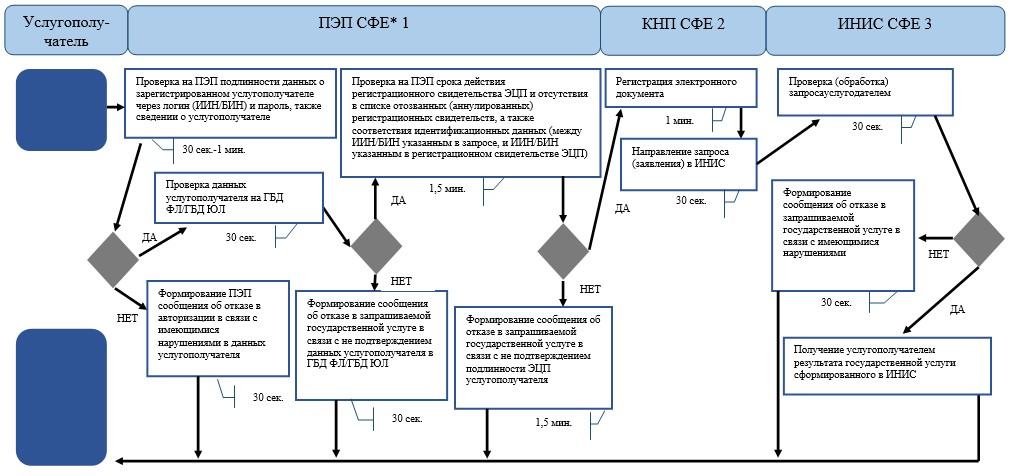 Услугополу-
чатель
ПЭП СФЕ* 1
КНП СФЕ 2
ИНИС СФЕ 3
Проверка на ПЭП подлинности данных о
зарегистрированном услугополучателе
через логин (ИИН/БИН) и пароль, также
сведении о услугополучателе
30 сек.-1 мин.
Проверка данных
услугополучателя на ГБД
ФЛ/ГБД ЮЛ
30 сек.
ДА
НЕТ
Формирование ПЭП
сообщения об отказе в
авторизации в связи с
имеющимися
нарушениями в данных
услугополучателя
30 сек.
Проверка на ПЭП срока действия
регистрационного свидетельства ЭЦП и отсутствия
в списке отозванных (аннулированных)
регистрационных свидетельств, а также
соответствия идентификационных данных (между
ИИН/БИН указанным в запросе, и ИИН/БИН
указанным в регистрационном свидетельстве ЭЦП)
1,5 мин.
ДА
НЕТ
Формирование сообщения
об отказе в запрашиваемой
государственной услуге в
связи с не подтверждением
данных услугополучателя в
ГБД ФЛ/ГБД ЮЛ
30 сек.
ДА
НЕТ
Формирование сообщения об
отказе в запрашиваемой
государственной услуге в
связи с не подтверждением
подлинности ЭЦП
услугополучателя
1,5 мин.
Регистрация электронного
документа
1 мин.
Направление запроса
(заявления) в ИНИС
30 сек.
Проверка (обработка)
запросауслугодателем
30 сек.
Формирование
сообщения об отказе в
запрашиваемой
государственной услуге в
связи с имеющимися
нарушениями
30 сек.
НЕТ
ДА
Получение услугополучателем
результата государственной услуги
сформированного в ИНИС